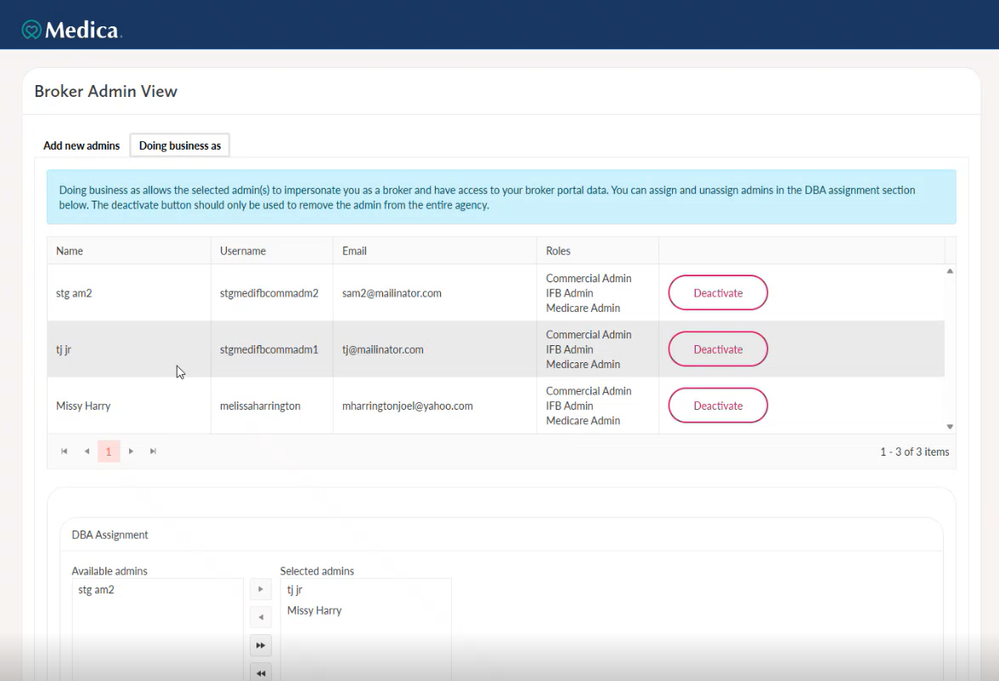 Medica.
Broker Admin View
Add new admins
Doing business as
Doing business as allows the selected admin(s) to impersonate you as a broker and have access to your broker portal data. You can assign and unassign admins in the DBA assignment section
below. The deactivate button should only be used to remove the admin from the entire agency.
Name Username Email Roles
stg am2 stgmedifbcommadm2 sam2@mailinator.com Commercial Admin
IFB Admin
Medicare Admin
Deactivate
tj jr stgmedifbcommadm1 tj@mailinator.com Commercial Admin
IFB Admin
Medicare Admin
Deactivate
Missy Harry melissaharrington mharringtonjoel@yahoo.com Commercial Admin
IFB Admin
Medicare Admin
Deactivate
1
1 - 3 of 3 items
DBA Assignment
Available admins
stg am2
Selected admins
tj jr
Missy Harry